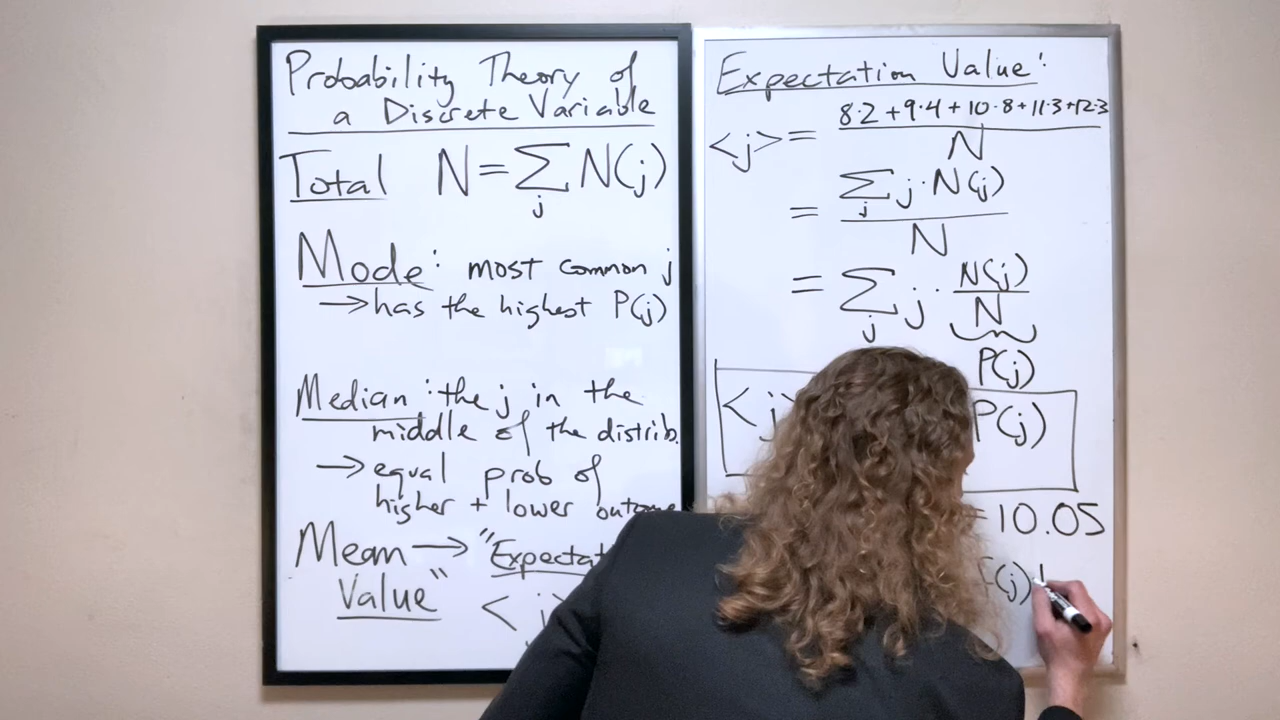 Probability Theory of
a Discrete Variable
Total N = ∑ N(j)
j
Mode: most common j
→ has the highest P(j)
Median: the j in the
middle of the distrib.
→ equal prob of
higher + lower
Mean → "Expectat
Value"
< j
Expectation Value:
8·2 + 9·4 + 10·8 + 11·3 + 12·3
<j> =
N
∑ j · N(j)
j
=
N
= ∑ j · N(j)
j N
P(j)
<j P(j)
10.05
(j)